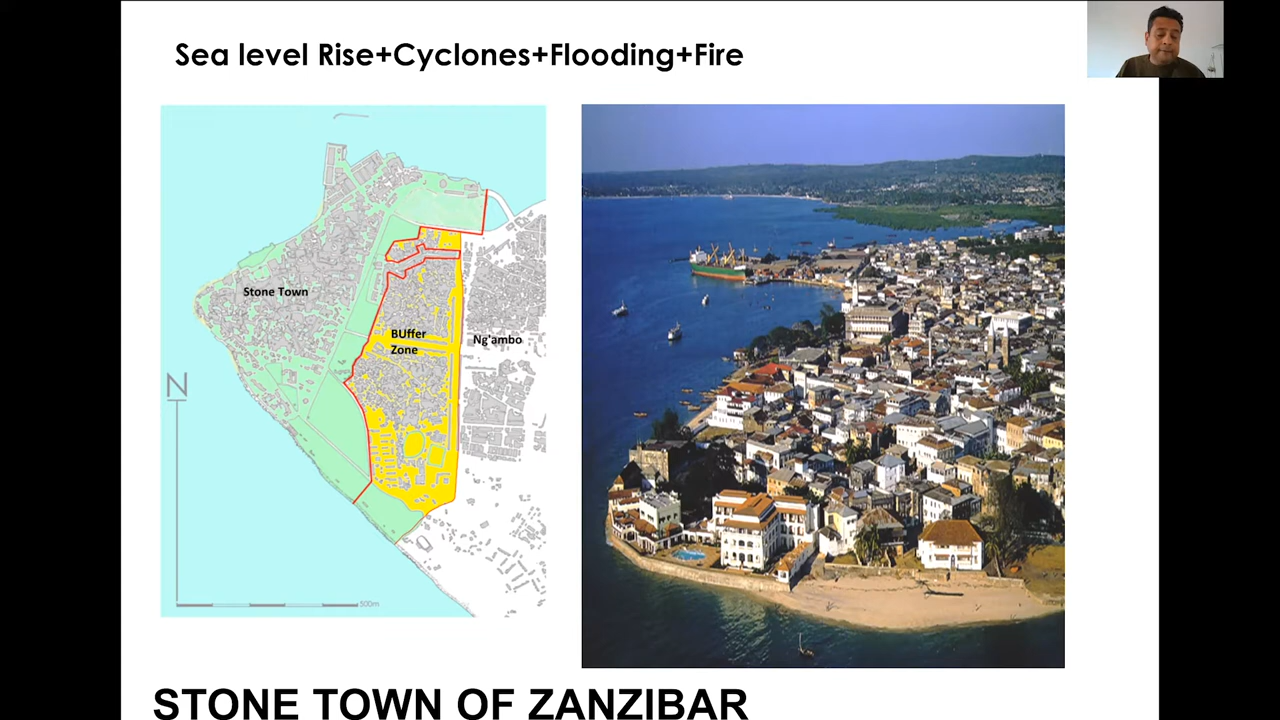 Sea level Rise+Cyclones+Flooding+Fire
Stone Town
BUffer
Zone
Ng'ambo
N
500m
STONE TOWN OF ZANZIBAR